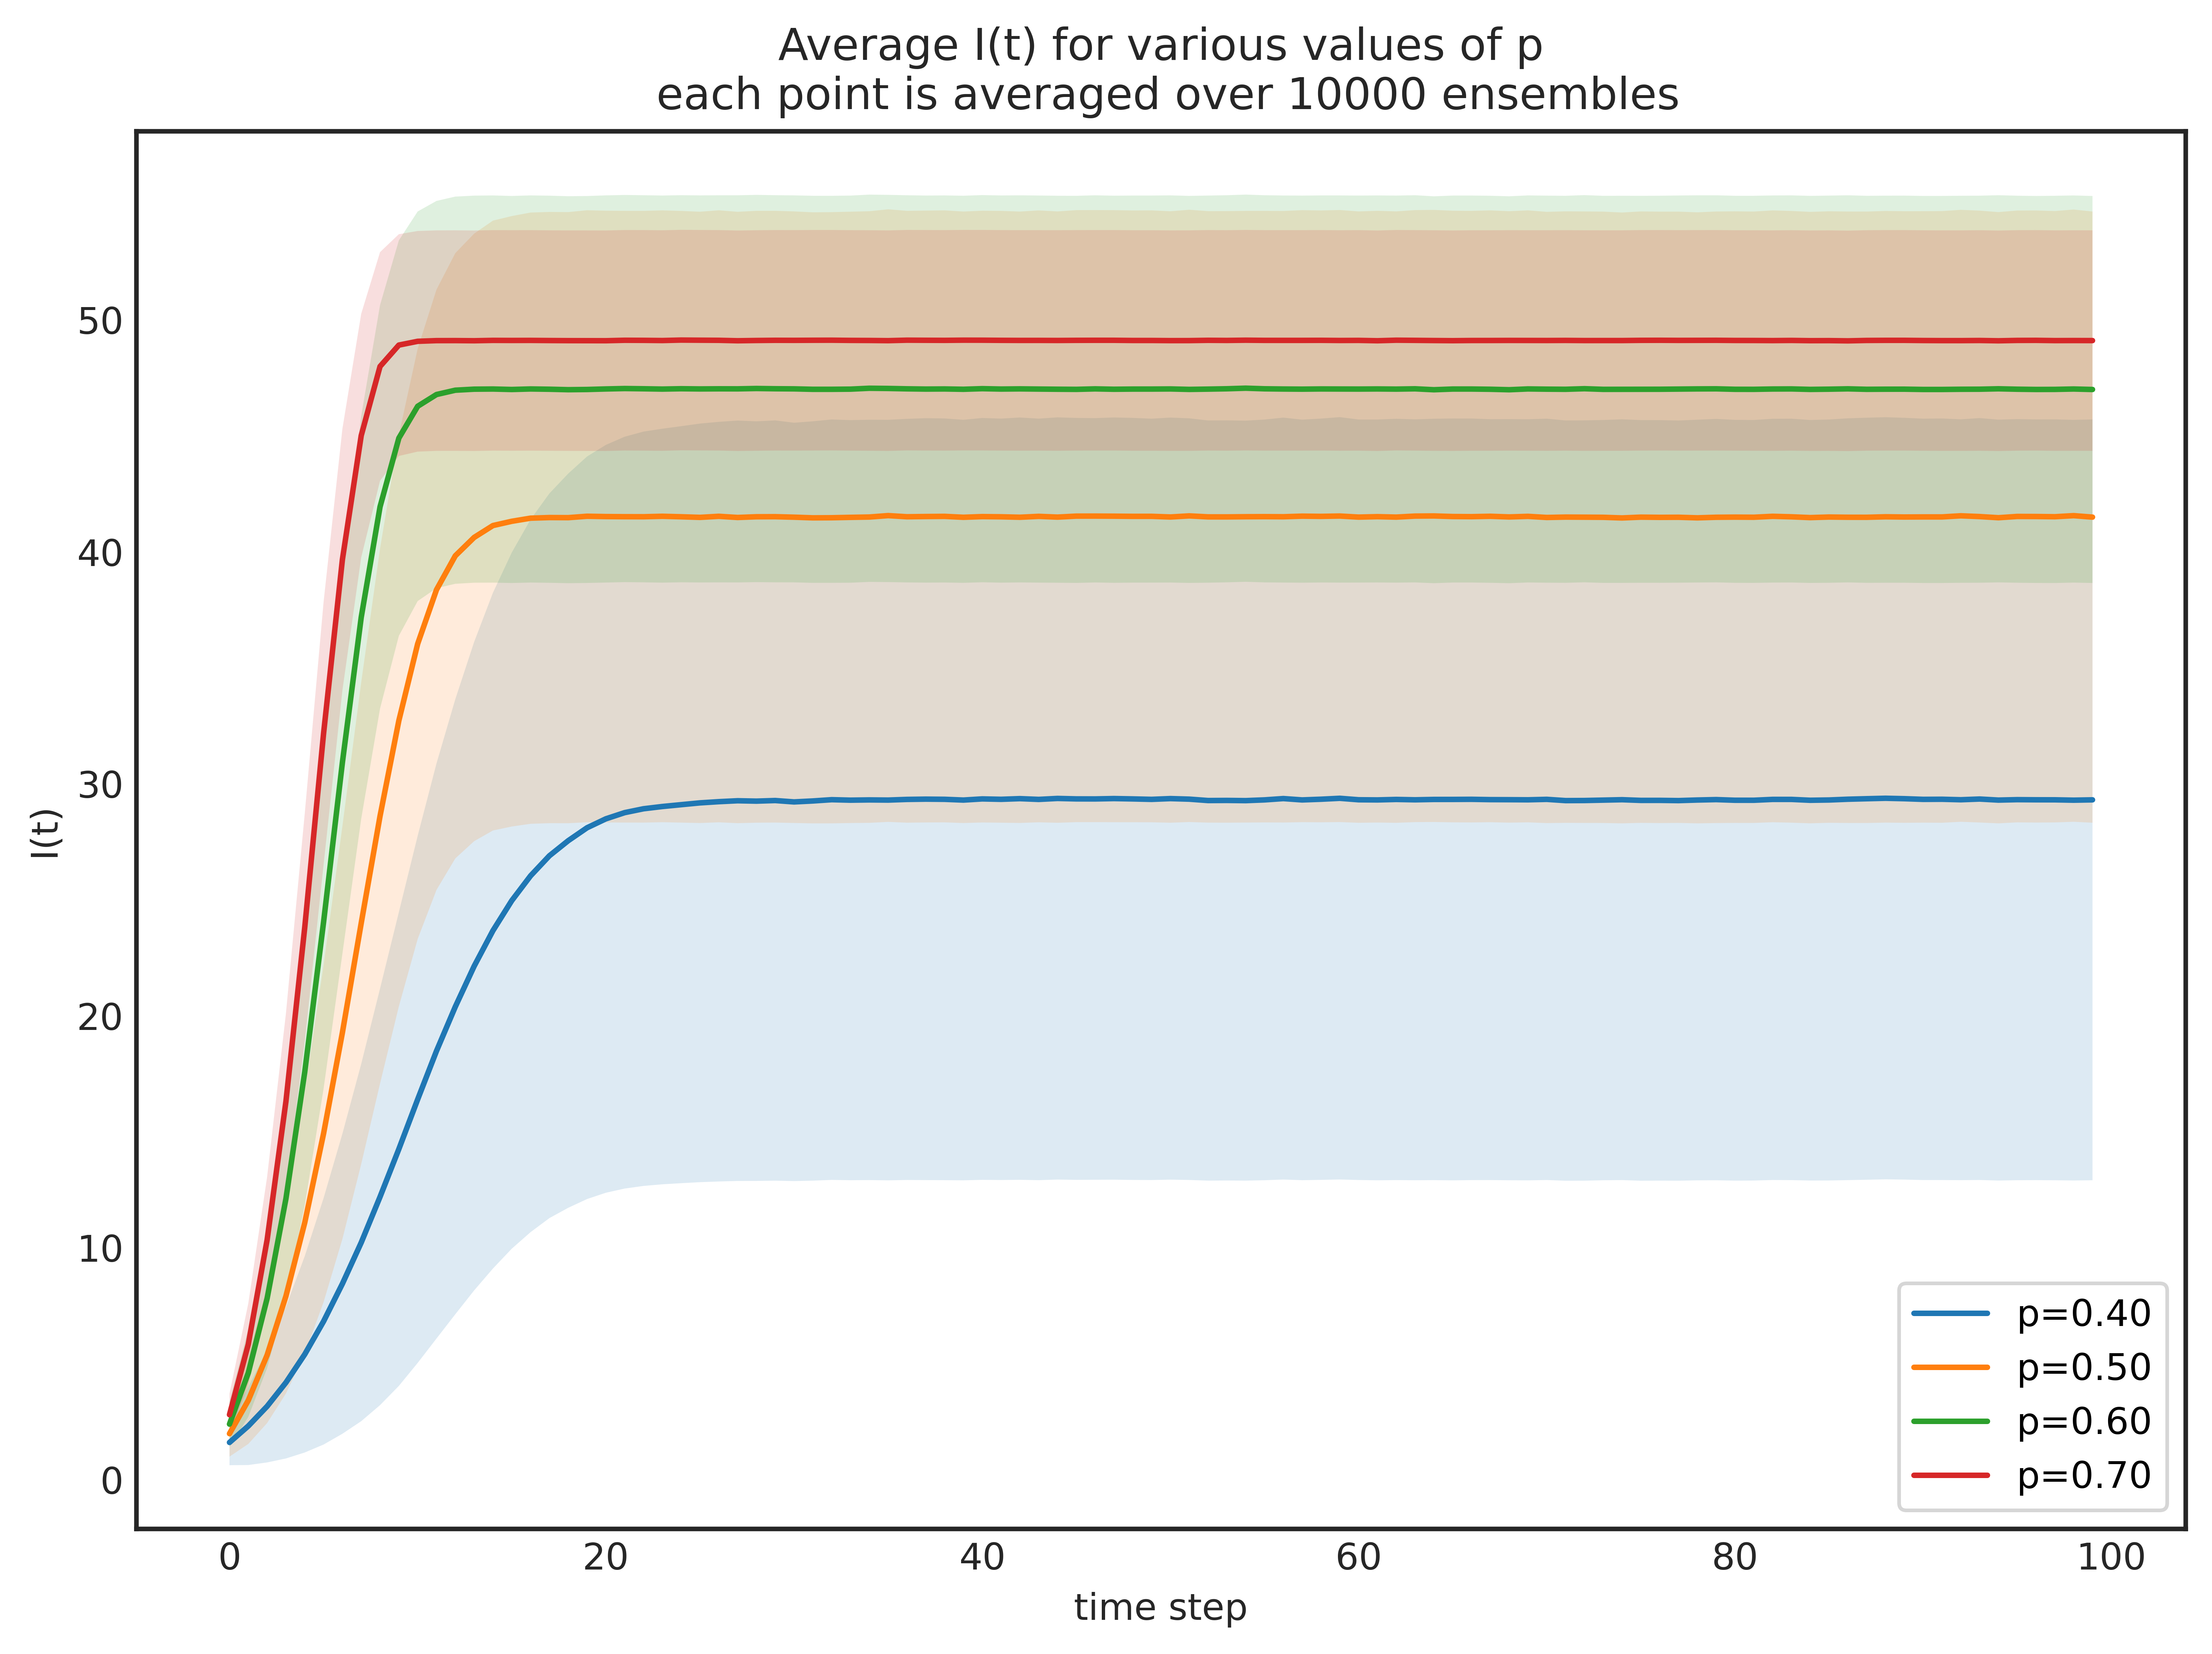 Average I(t) for various values of p
each point is averaged over 10000 ensembles
I(t)
50
40
30
20
10
0
0 20 40 60 80 100
time step
p=0.40
p=0.50
p=0.60
p=0.70